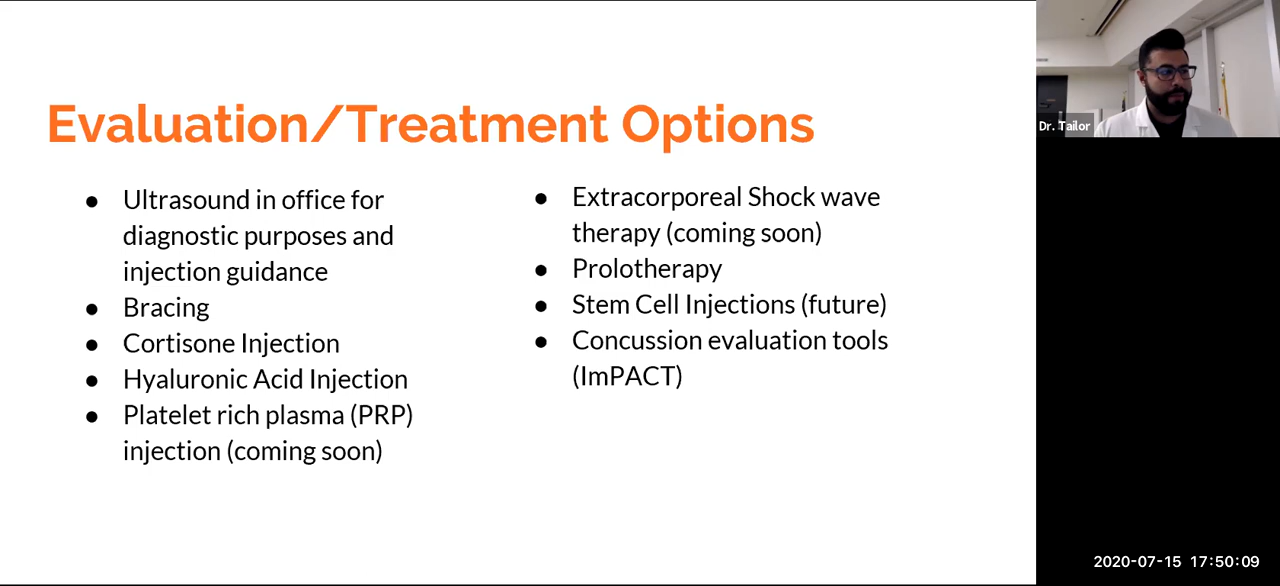 Evaluation/Treatment Options
● Ultrasound in office for
diagnostic purposes and
injection guidance
● Bracing
● Cortisone Injection
● Hyaluronic Acid Injection
● Platelet rich plasma (PRP)
injection (coming soon)
● Extracorporeal Shock wave
therapy (coming soon)
● Prolotherapy
● Stem Cell Injections (future)
● Concussion evaluation tools
(ImPACT)
Dr. Tailor
2020-07-15 17:50:09